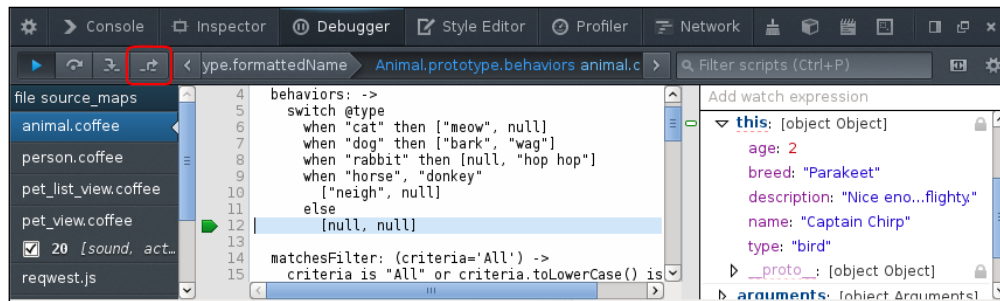 Console Inspector Debugger Style Editor Profiler Network
ype.formattedName Animal.prototype.behaviors animal.c Filter scripts (Ctrl+P)
file source_maps
animal.coffee
person.coffee
pet_list_view.coffee
pet_view.coffee
20 [sound, act...
reqwest.js
4 behaviors: ->
5 switch @type
6 when "cat" then ["meow", null]
7 when "dog" then ["bark", "wag"]
8 when "rabbit" then [null, "hop hop"]
9 when "horse", "donkey"
10 ["neigh", null]
11 else
12 [null, null]
13
14 matchesFilter: (criteria='All') ->
15 criteria is "All" or criteria.toLowerCase() is
Add watch expression
this: [object Object]
age: 2
breed: "Parakeet"
description: "Nice eno...flighty."
name: "Captain Chirp"
type: "bird"
__proto__: [object Object]
arguments: [object Arguments]